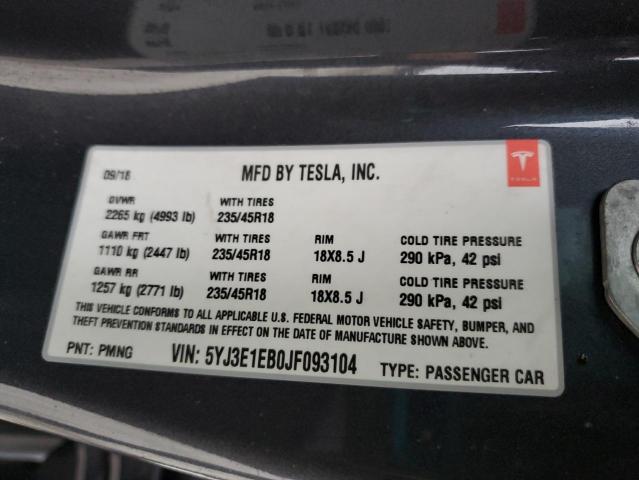 09/18
MFD BY TESLA, INC.
TESLA
GVWR WITH TIRES
2265 kg (4993 lb) 235/45R18
GAWR FRT WITH TIRES RIM COLD TIRE PRESSURE
1110 kg (2447 lb) 235/45R18 18X8.5 J 290 kPa, 42 psi
GAWR RR WITH TIRES RIM COLD TIRE PRESSURE
1257 kg (2771 lb) 235/45R18 18X8.5 J 290 kPa, 42 psi
THIS VEHICLE CONFORMS TO ALL APPLICABLE U.S. FEDERAL MOTOR VEHICLE SAFETY, BUMPER, AND
THEFT PREVENTION STANDARDS IN EFFECT ON THE DATE OF MANUFACTURE SHOWN ABOVE.
PNT: PMNG VIN: 5YJ3E1EB0JF093104 TYPE: PASSENGER CAR